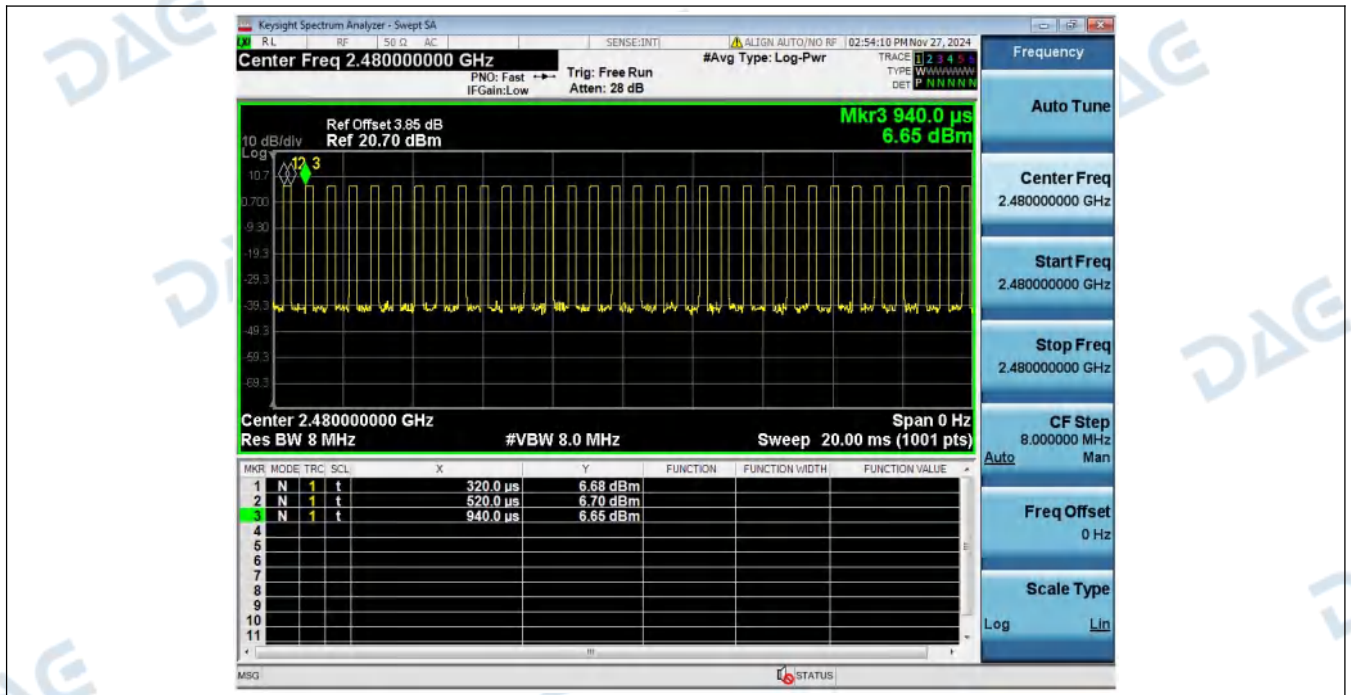 Keysight Spectrum Analyzer - Swept SA
LXI RL RF 50 Ω AC SENSE:INT ALIGN AUTO/NO RF 02:54:10 PM Nov 27, 2024
Center Freq 2.480000000 GHz #Avg Type: Log-Pwr TRACE 1 2 3 4 5 6
PNO: Fast Trig: Free Run TYPE WWWWWWW
IFGain:Low Atten: 28 dB DET P N N N N N
Frequency
Auto Tune
Mkr3 940.0 µs
Ref Offset 3.85 dB
10 dB/div Ref 20.70 dBm 6.65 dBm
Log
1 2 3
10.7
0.700
-9.30
-19.3
-29.3
-39.3
-49.3
-59.3
-69.3
Center 2.480000000 GHz Span 0 Hz
Res BW 8 MHz #VBW 8.0 MHz Sweep 20.00 ms (1001 pts)
MKR MODE TRC SCL X Y FUNCTION FUNCTION WIDTH FUNCTION VALUE
1 N 1 t 320.0 µs 6.68 dBm
2 N 1 t 520.0 µs 6.70 dBm
3 N 1 t 940.0 µs 6.65 dBm
4
5
6
7
8
9
10
11
Center Freq
2.480000000 GHz
Start Freq
2.480000000 GHz
Stop Freq
2.480000000 GHz
CF Step
8.000000 MHz
Auto Man
Freq Offset
0 Hz
Scale Type
Log Lin
MSG STATUS
DAG
DAG
DAG
DAG
DAG